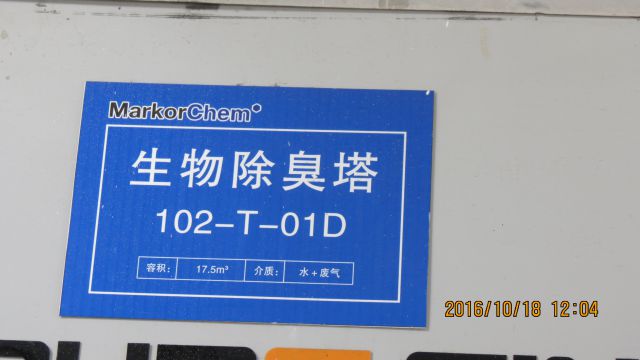 MarkorChem
生物除臭塔
102-T-01D
容积: 17.5m³ 介质: 水+废气
2016/10/18 12:04